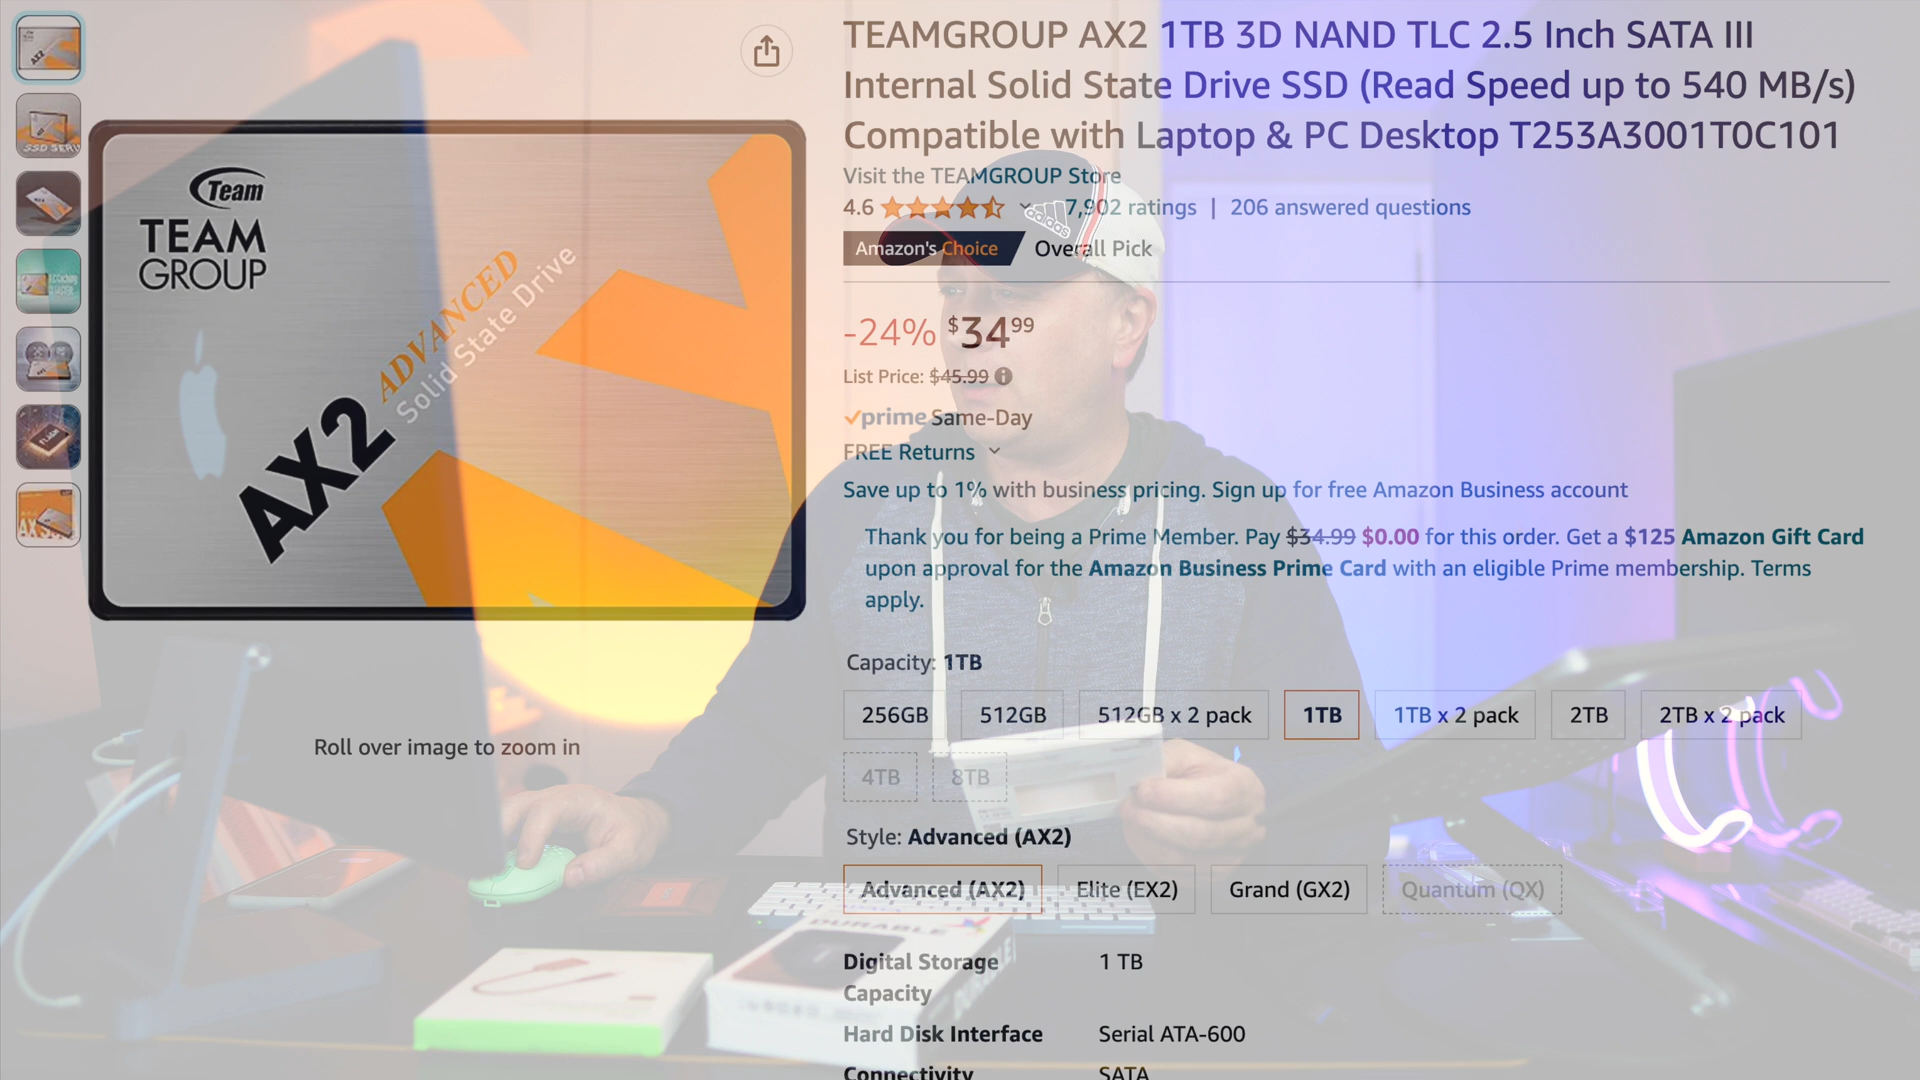 TEAMGROUP AX2 1TB 3D NAND TLC 2.5 Inch SATA III
Internal Solid State Drive SSD (Read Speed up to 540 MB/s)
Compatible with Laptop & PC Desktop T253A3001T0C101
Visit the TEAMGROUP Store
4.6
7,902 ratings | 206 answered questions
adidas
Amazon's Choice Overall Pick
-24% $34.99
List Price: $45.99
prime Same-Day
FREE Returns
Save up to 1% with business pricing. Sign up for free Amazon Business account
Thank you for being a Prime Member. Pay $34.99 $0.00 for this order. Get a $125 Amazon Gift Card
upon approval for the Amazon Business Prime Card with an eligible Prime membership. Terms
apply.
Capacity: 1TB
256GB 512GB 512GB x 2 pack 1TB 1TB x 2 pack 2TB 2TB x 2 pack
4TB 8TB
Style: Advanced (AX2)
Advanced (AX2) Elite (EX2) Grand (GX2) Quantum (QX)
Digital Storage
Capacity
1 TB
Hard Disk Interface Serial ATA-600
Connectivity SATA
Team
TEAM
GROUP
AX2
ADVANCED
Solid State Drive
Roll over image to zoom in
DURABLE